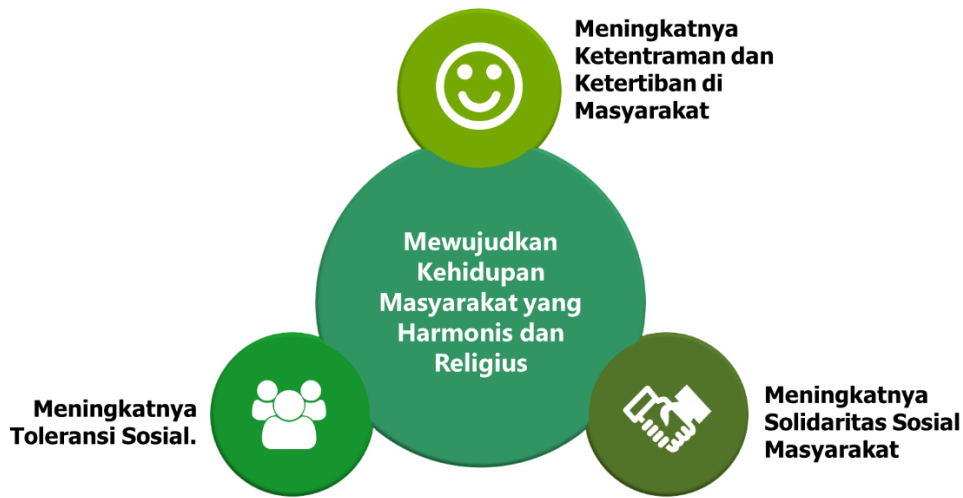 Meningkatnya
Ketentraman dan
Ketertiban di
Masyarakat
Mewujudkan
Kehidupan
Masyarakat yang
Harmonis dan
Religius
Meningkatnya
Toleransi Sosial.
Meningkatnya
Solidaritas Sosial
Masyarakat